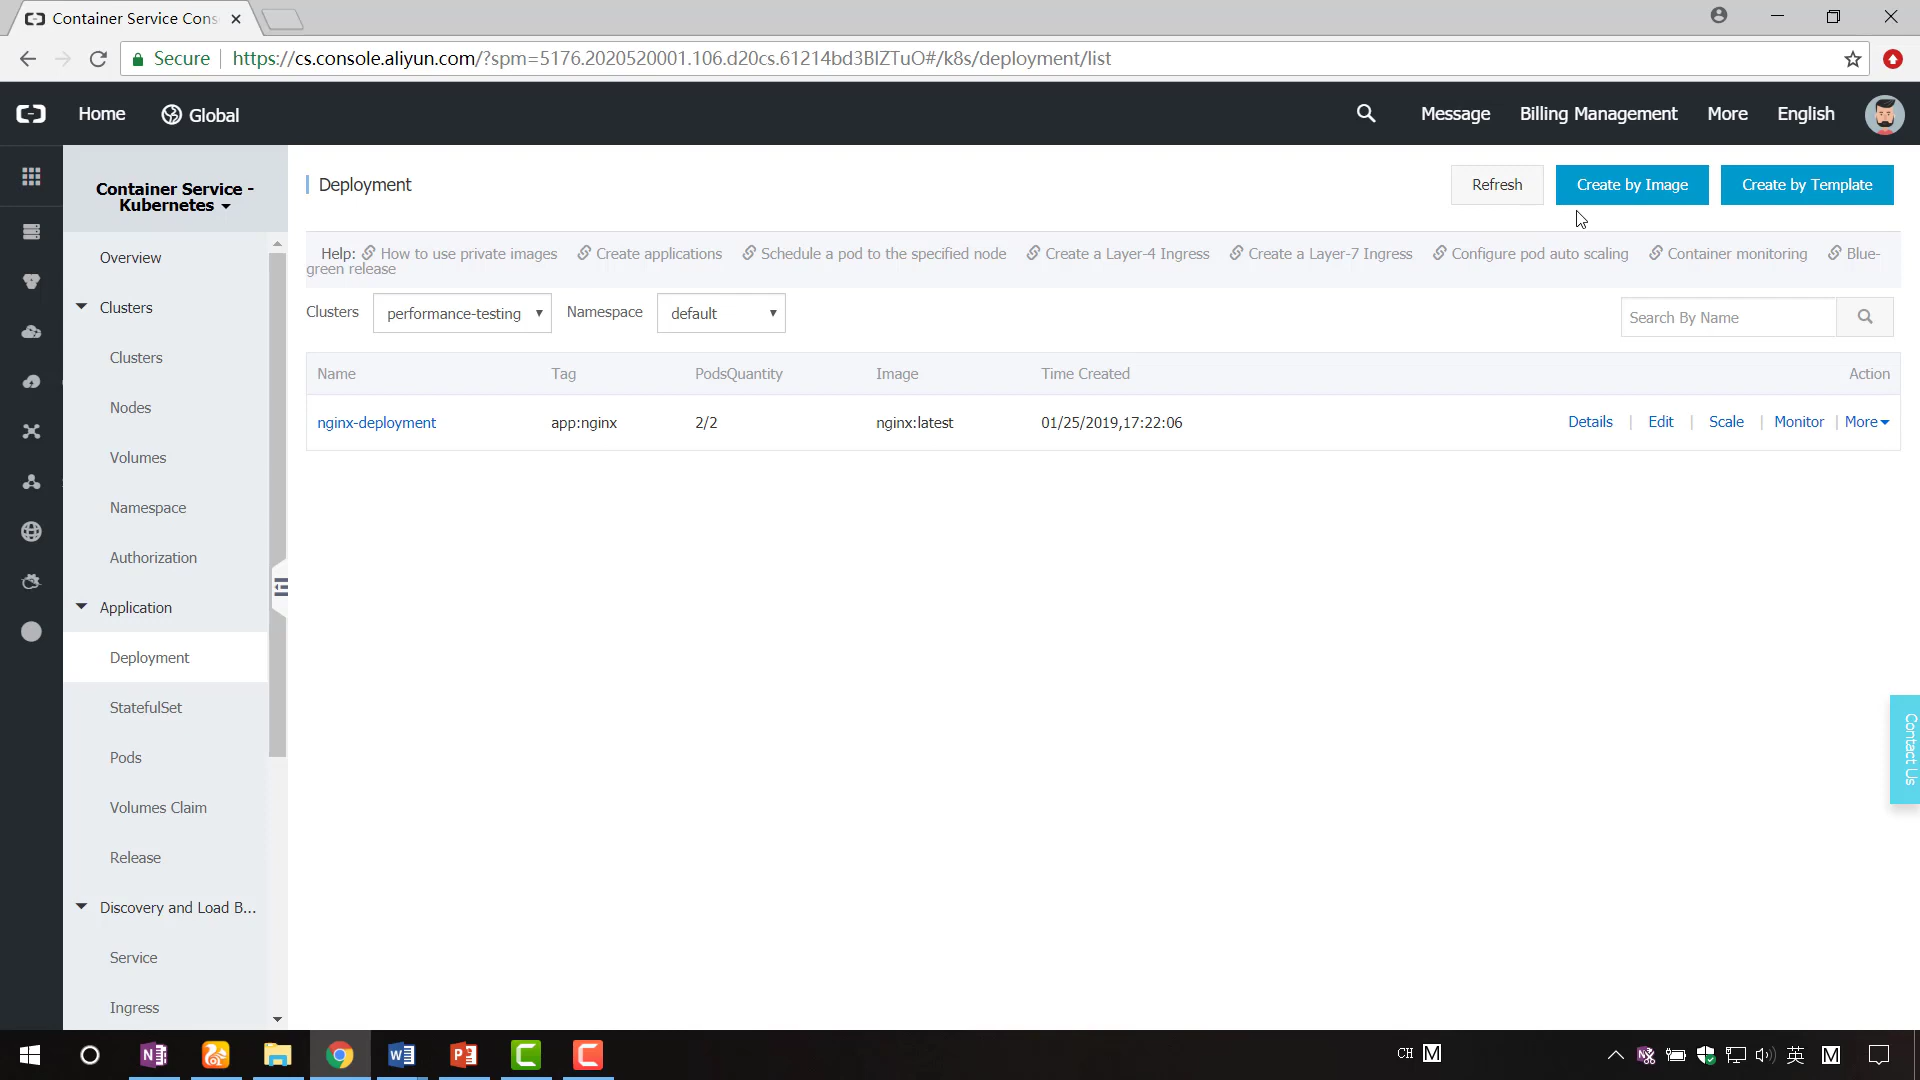 Container Service Cons
Secure
https://cs.console.aliyun.com/?spm=5176.2020520001.106.d20cs.61214bd3BIZTuO#/k8s/deployment/list
Home
Global
Message
Billing Management
More
English
Container Service -
Kubernetes
Overview
Clusters
Clusters
Nodes
Volumes
Namespace
Authorization
Application
Deployment
StatefulSet
Pods
Volumes Claim
Release
Discovery and Load B...
Service
Ingress
Deployment
Refresh
Create by Image
Create by Template
Help: How to use private images Create applications Schedule a pod to the specified node Create a Layer-4 Ingress Create a Layer-7 Ingress Configure pod auto scaling Container monitoring Blue-
green release
Clusters performance-testing Namespace default
Search By Name
Name Tag PodsQuantity Image Time Created Action
nginx-deployment app:nginx 2/2 nginx:latest 01/25/2019,17:22:06 Details | Edit | Scale | Monitor | More
Contact Us
CH M
英 M